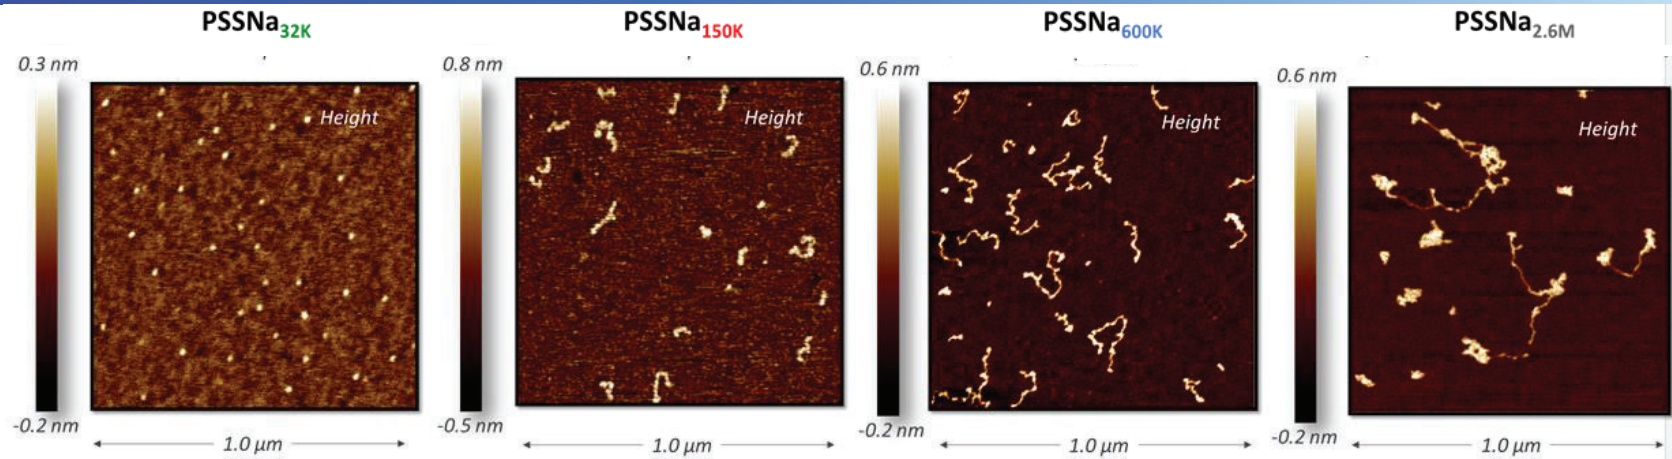 PSSNa32K
PSSNa150K
PSSNa600K
PSSNa2.6M
0.3 nm
Height
-0.2 nm
1.0 µm
0.8 nm
Height
-0.5 nm
1.0 µm
0.6 nm
Height
-0.2 nm
1.0 µm
0.6 nm
Height
-0.2 nm
1.0 µm